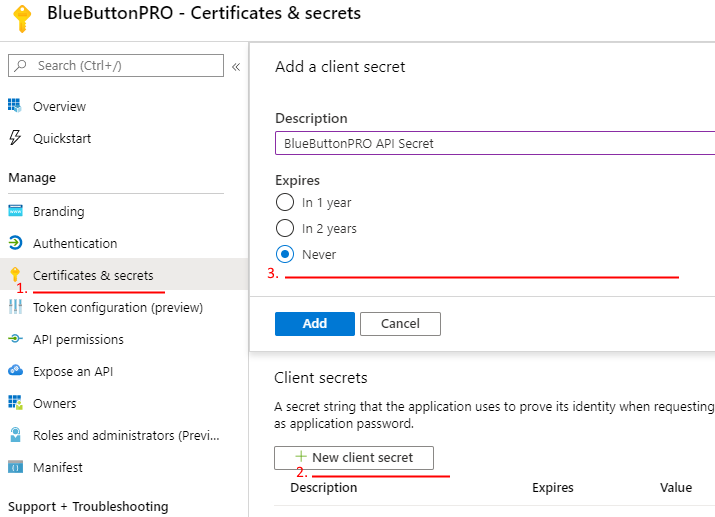 BlueButtonPRO - Certificates & secrets
Search (Ctrl+/)
«
Overview
Quickstart
Manage
Branding
Authentication
Certificates & secrets
1.
Token configuration (preview)
API permissions
Expose an API
Owners
Roles and administrators (Previ...
Manifest
Support + Troubleshooting
Add a client secret
Description
BlueButtonPRO API Secret
Expires
In 1 year
In 2 years
Never
3.
Add
Cancel
Client secrets
A secret string that the application uses to prove its identity when requesting
as application password.
+ New client secret
2.
Description Expires Value